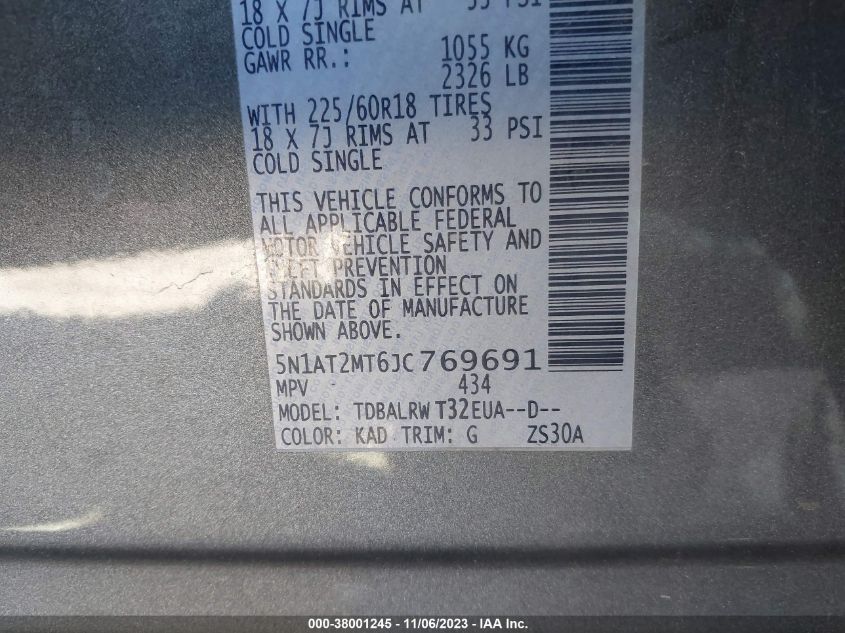 18 X 7J RIMS AT 33 PSI
COLD SINGLE
GAWR RR.: 1055 KG
2326 LB
WITH 225/60R18 TIRES
18 X 7J RIMS AT 33 PSI
COLD SINGLE
THIS VEHICLE CONFORMS TO
ALL APPLICABLE FEDERAL
MOTOR VEHICLE SAFETY AND
THEFT PREVENTION
STANDARDS IN EFFECT ON
THE DATE OF MANUFACTURE
SHOWN ABOVE.
5N1AT2MT6JC769691
MPV 434
MODEL: TDBALRW T32EUA--D--
COLOR: KAD TRIM: G ZS30A
000-38001245 - 11/06/2023 - IAA Inc.